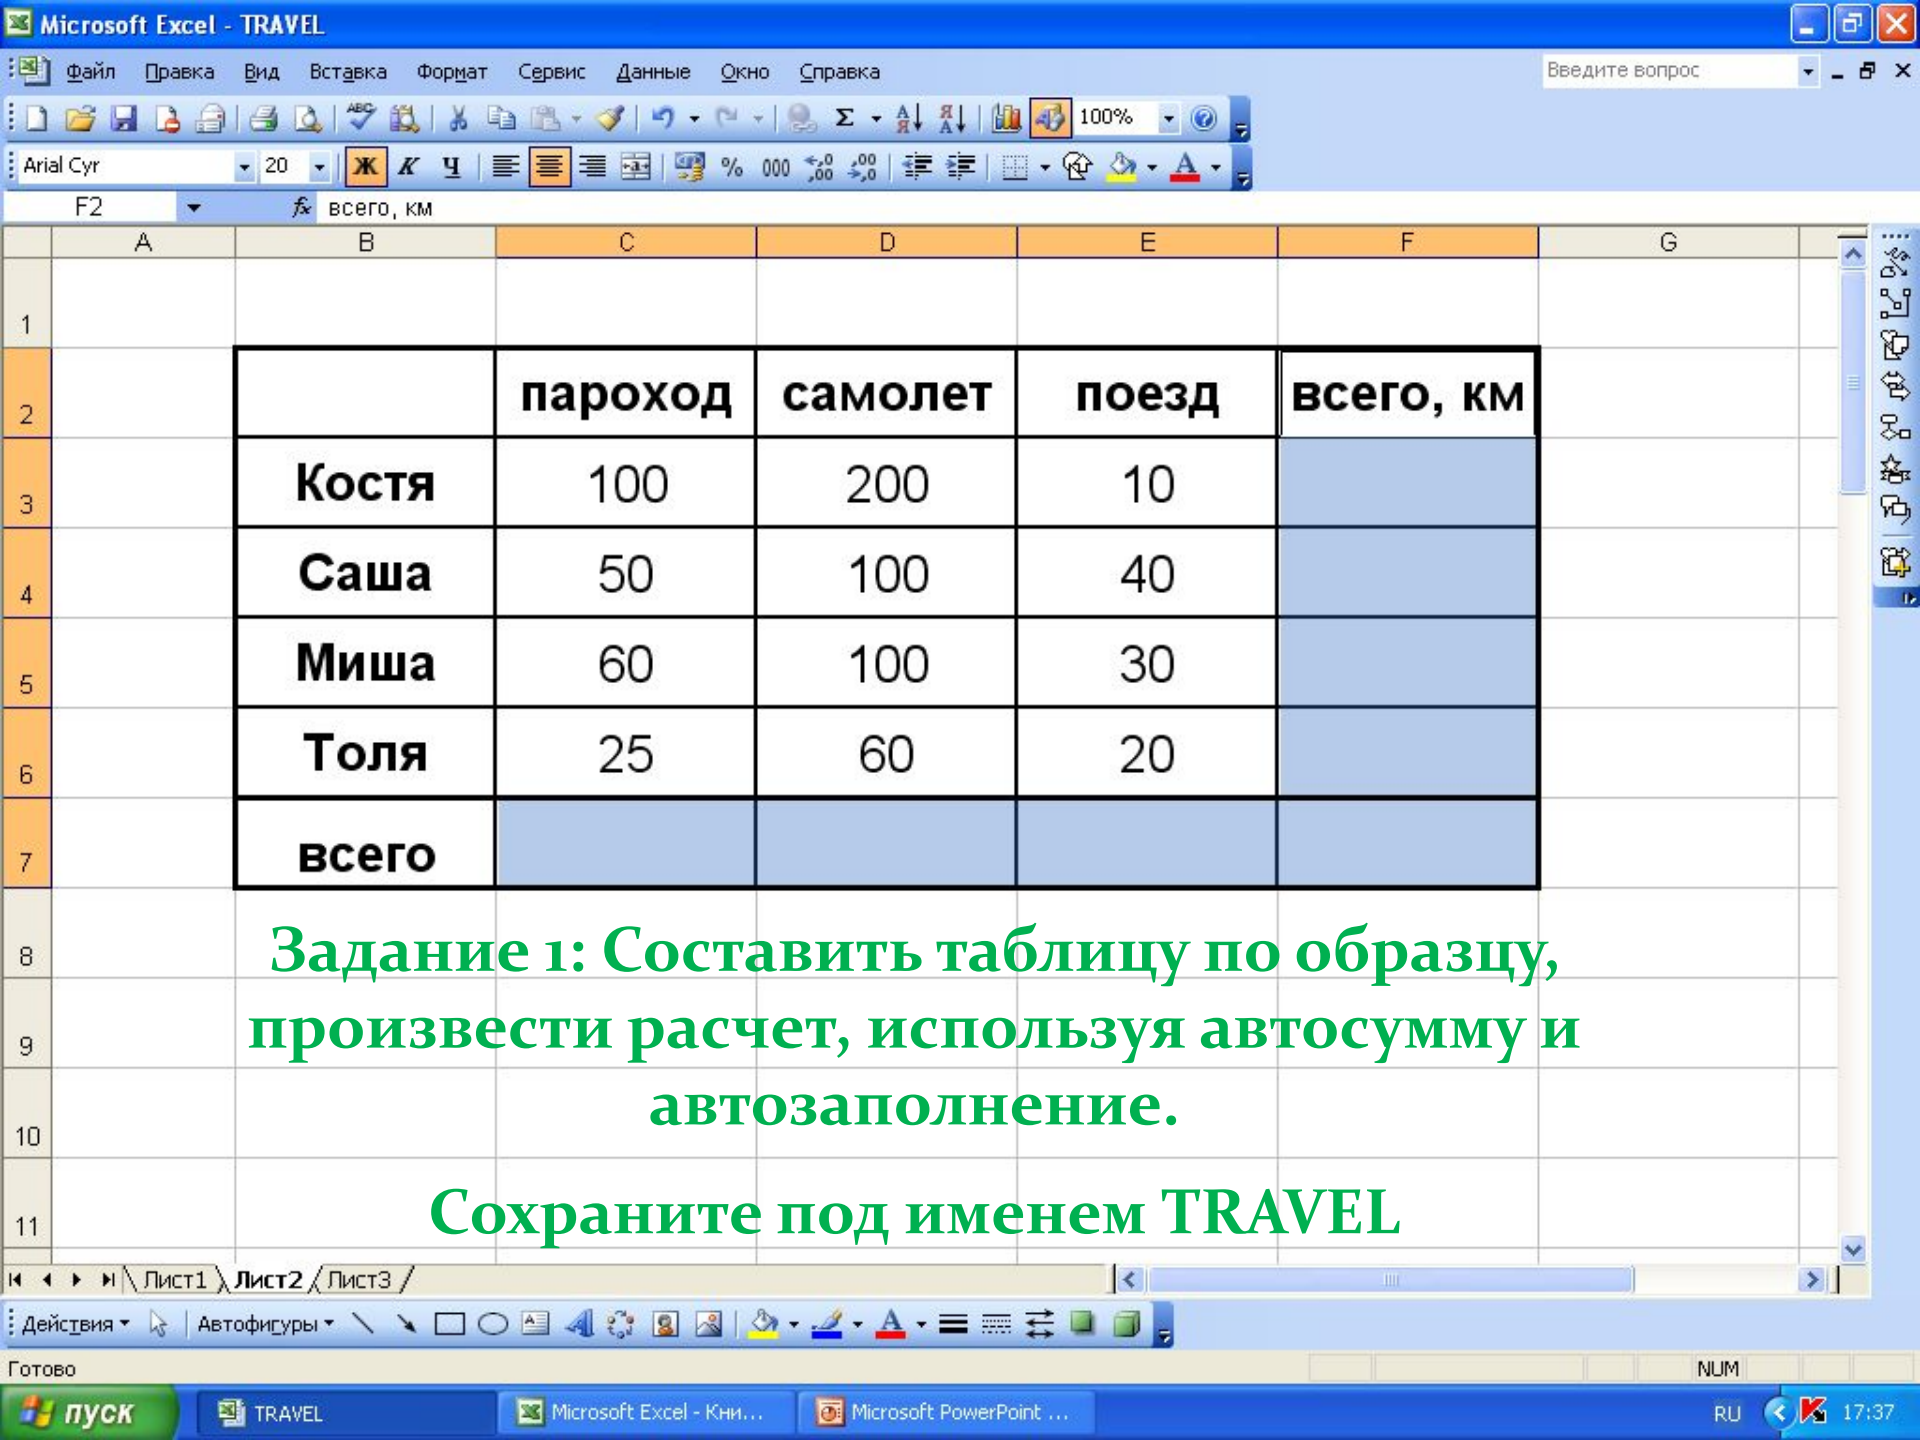 Microsoft Excel - TRAVEL
Файл Правка Вид Вставка Формат Сервис Данные Окно Справка Введите вопрос
100%
Arial Cyr 20 Ж К Ч % 000
F2 fx всего, км
A B C D E F G
1
2 пароход самолет поезд всего, км
3 Костя 100 200 10
4 Саша 50 100 40
5 Миша 60 100 30
6 Толя 25 60 20
7 всего
8 Задание 1: Составить таблицу по образцу,
9 произвести расчет, используя автосумму и
10 автозаполнение.
11 Сохраните под именем TRAVEL
Лист1 Лист2 Лист3
Действия Автофигуры
Готово NUM
пуск TRAVEL Microsoft Excel - Кни... Microsoft PowerPoint ... RU 17:37